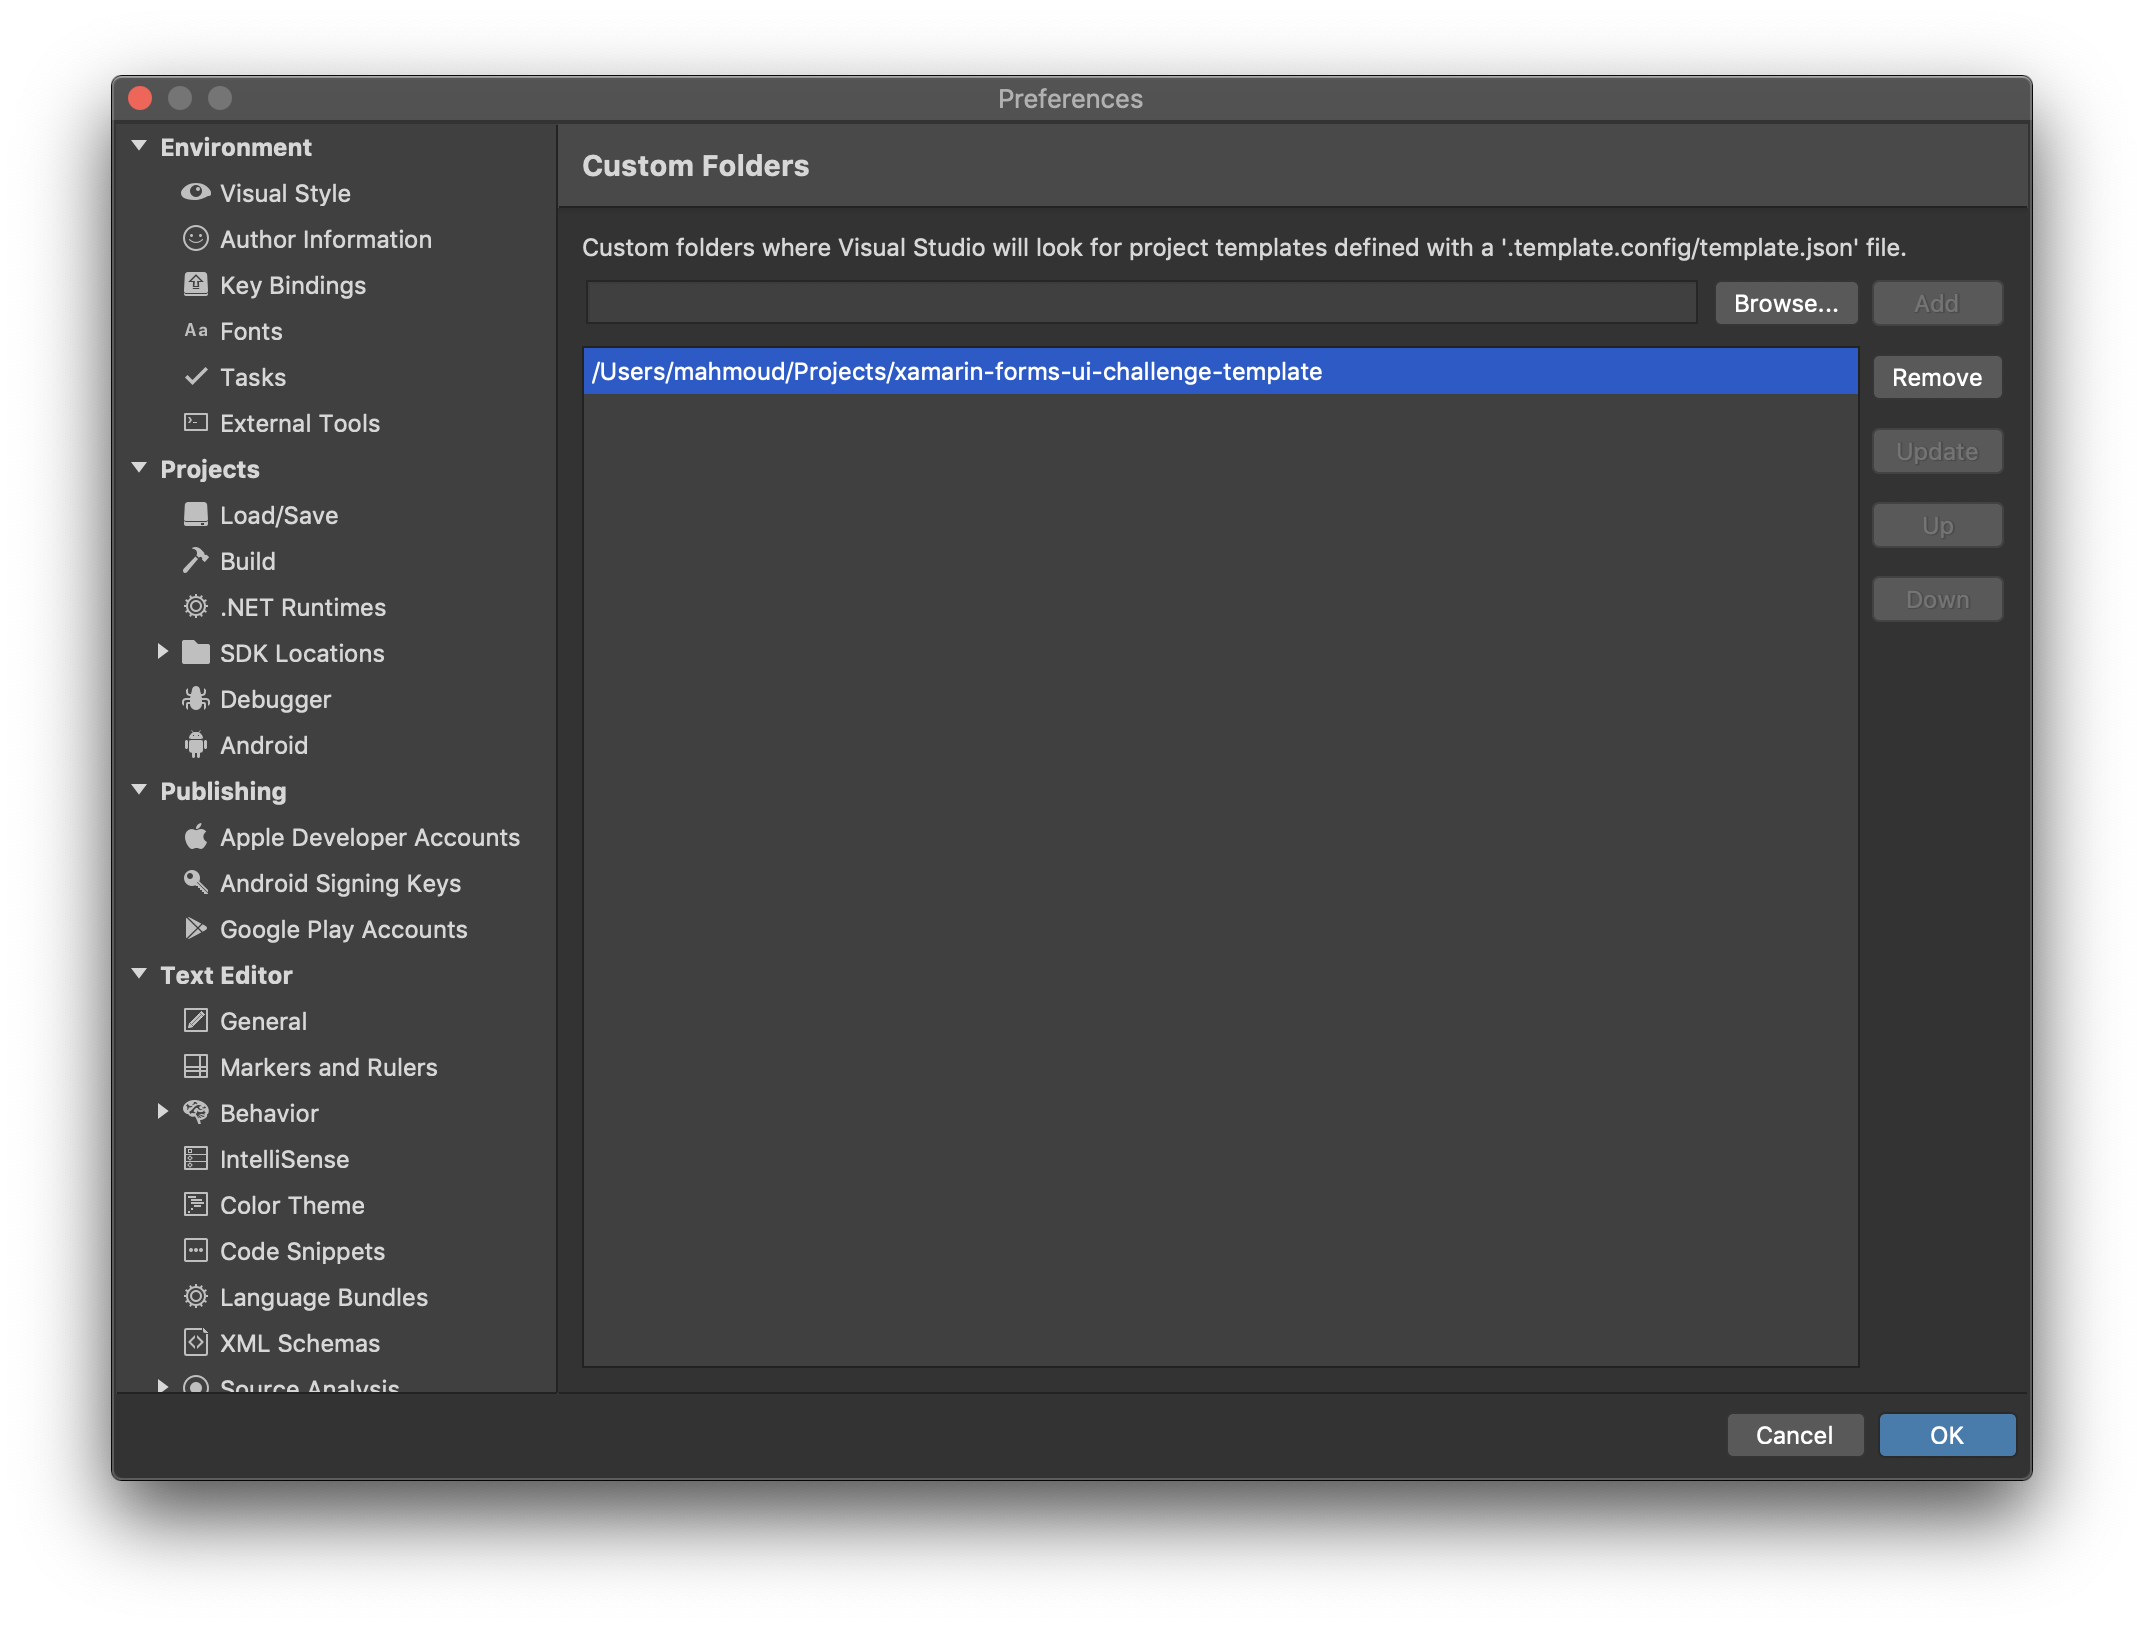 Preferences
Environment
Visual Style
Author Information
Key Bindings
Aa Fonts
Tasks
External Tools
Projects
Load/Save
Build
.NET Runtimes
SDK Locations
Debugger
Android
Publishing
Apple Developer Accounts
Android Signing Keys
Google Play Accounts
Text Editor
General
Markers and Rulers
Behavior
IntelliSense
Color Theme
Code Snippets
Language Bundles
XML Schemas
Source Analysis
Custom Folders
Custom folders where Visual Studio will look for project templates defined with a '.template.config/template.json' file.
Browse... Add
/Users/mahmoud/Projects/xamarin-forms-ui-challenge-template
Remove
Update
Up
Down
Cancel OK